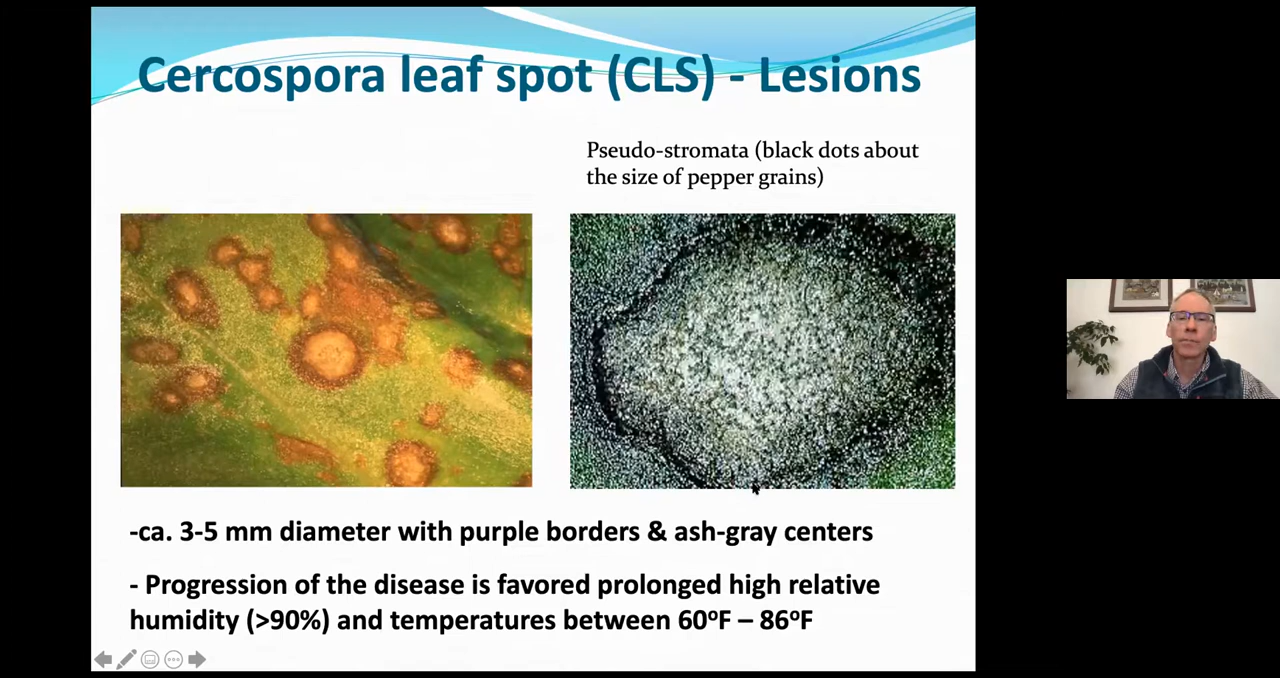 Cercospora leaf spot (CLS) - Lesions
Pseudo-stromata (black dots about
the size of pepper grains)
-ca. 3-5 mm diameter with purple borders & ash-gray centers
- Progression of the disease is favored prolonged high relative
humidity (>90%) and temperatures between 60°F – 86°F